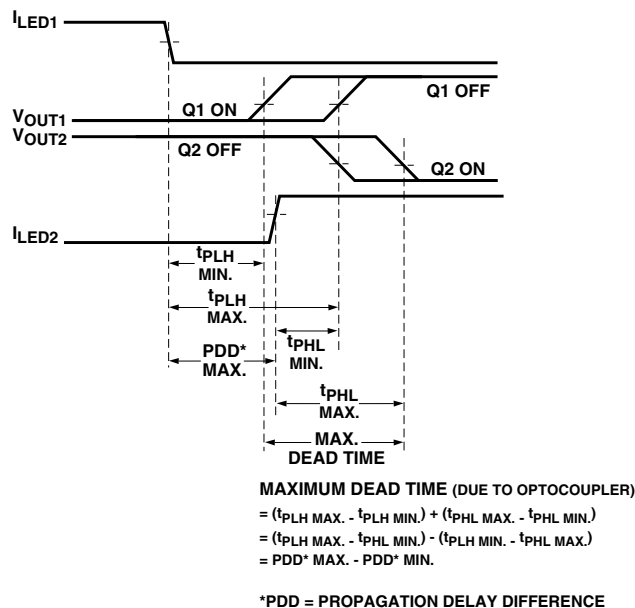 ILED1
Q1 OFF
VOUT1 Q1 ON
VOUT2
Q2 OFF
Q2 ON
ILED2
tPLH
MIN.
tPLH
MAX.
tPHL
MIN.
PDD*
MAX.
tPHL
MAX.
MAX.
DEAD TIME
MAXIMUM DEAD TIME (DUE TO OPTOCOUPLER)
= (tPLH MAX. - tPLH MIN.) + (tPHL MAX. - tPHL MIN.)
= (tPLH MAX. - tPHL MIN.) - (tPLH MIN. - tPHL MAX.)
= PDD* MAX. - PDD* MIN.
*PDD = PROPAGATION DELAY DIFFERENCE